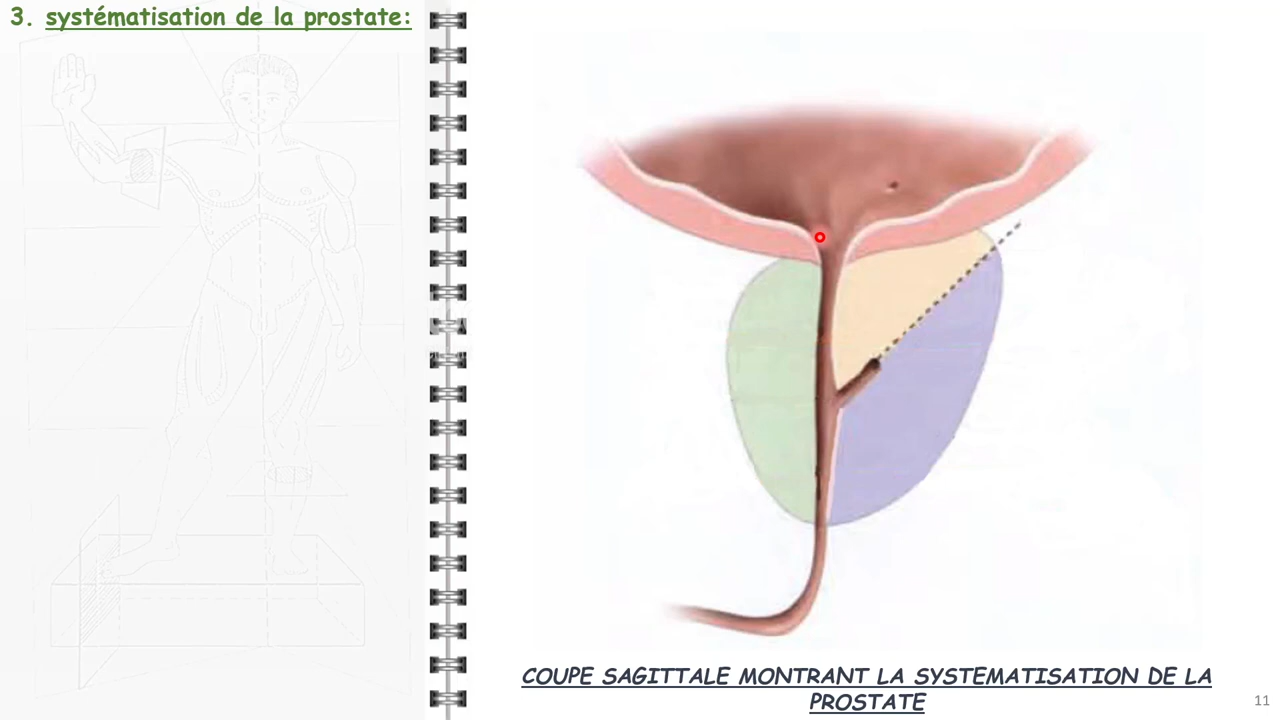 3. systématisation de la prostate:
COUPE SAGITTALE MONTRANT LA SYSTEMATISATION DE LA
PROSTATE
11